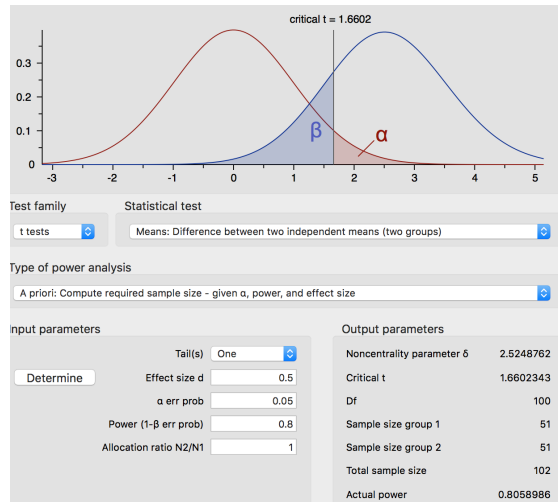 critical t = 1.6602
0.3
0.2
0.1
0
β
α
-3 -2 -1 0 1 2 3 4 5
Test family Statistical test
t tests Means: Difference between two independent means (two groups)
Type of power analysis
A priori: Compute required sample size - given α, power, and effect size
Input parameters Output parameters
Tail(s) One Noncentrality parameter δ 2.5248762
Determine Effect size d 0.5 Critical t 1.6602343
α err prob 0.05 Df 100
Power (1-β err prob) 0.8 Sample size group 1 51
Allocation ratio N2/N1 1 Sample size group 2 51
Total sample size 102
Actual power 0.8058986